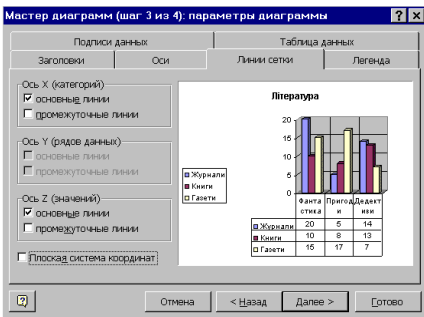 Мастер диаграмм (шаг 3 из 4): параметры диаграммы
Подписи данных
Таблица данных
Заголовки
Оси
Линии сетки
Легенда
Ось X (категорий)
основные линии
промежуточные линии
Ось Y (рядов данных)
основные линии
промежуточные линии
Ось Z (значений)
основные линии
промежуточные линии
Плоская система координат
Література
20
15
10
5
0
Журнали
Книги
Газети
Фанта Пригод Дедект
стика и иви
Журнали 20 5 14
Книги 10 8 13
Газети 15 17 7
Отмена
< Назад
Далее >
Готово